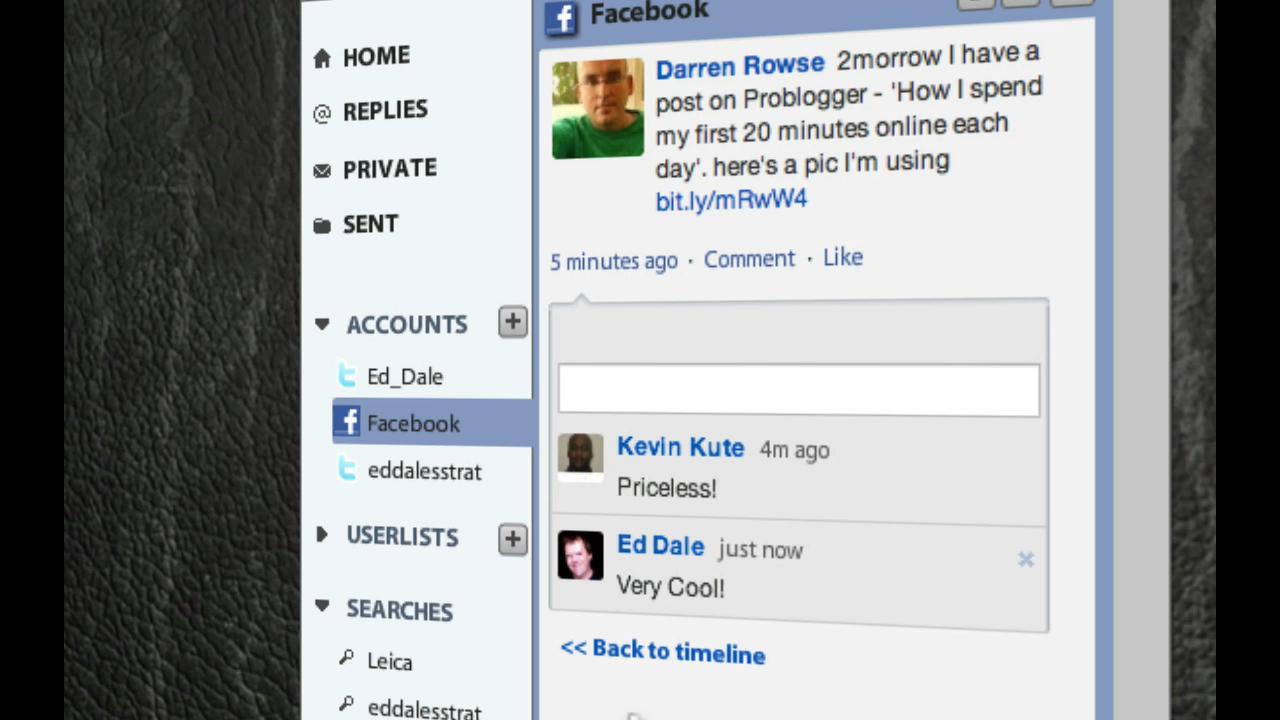 HOME
REPLIES
PRIVATE
SENT
ACCOUNTS
Ed_Dale
Facebook
eddalesstrat
USERLISTS
SEARCHES
Leica
eddalesstrat
Facebook
Darren Rowse 2morrow I have a
post on Problogger - 'How I spend
my first 20 minutes online each
day'. here's a pic I'm using
bit.ly/mRwW4
5 minutes ago · Comment · Like
Kevin Kute 4m ago
Priceless!
Ed Dale just now
Very Cool!
<< Back to timeline